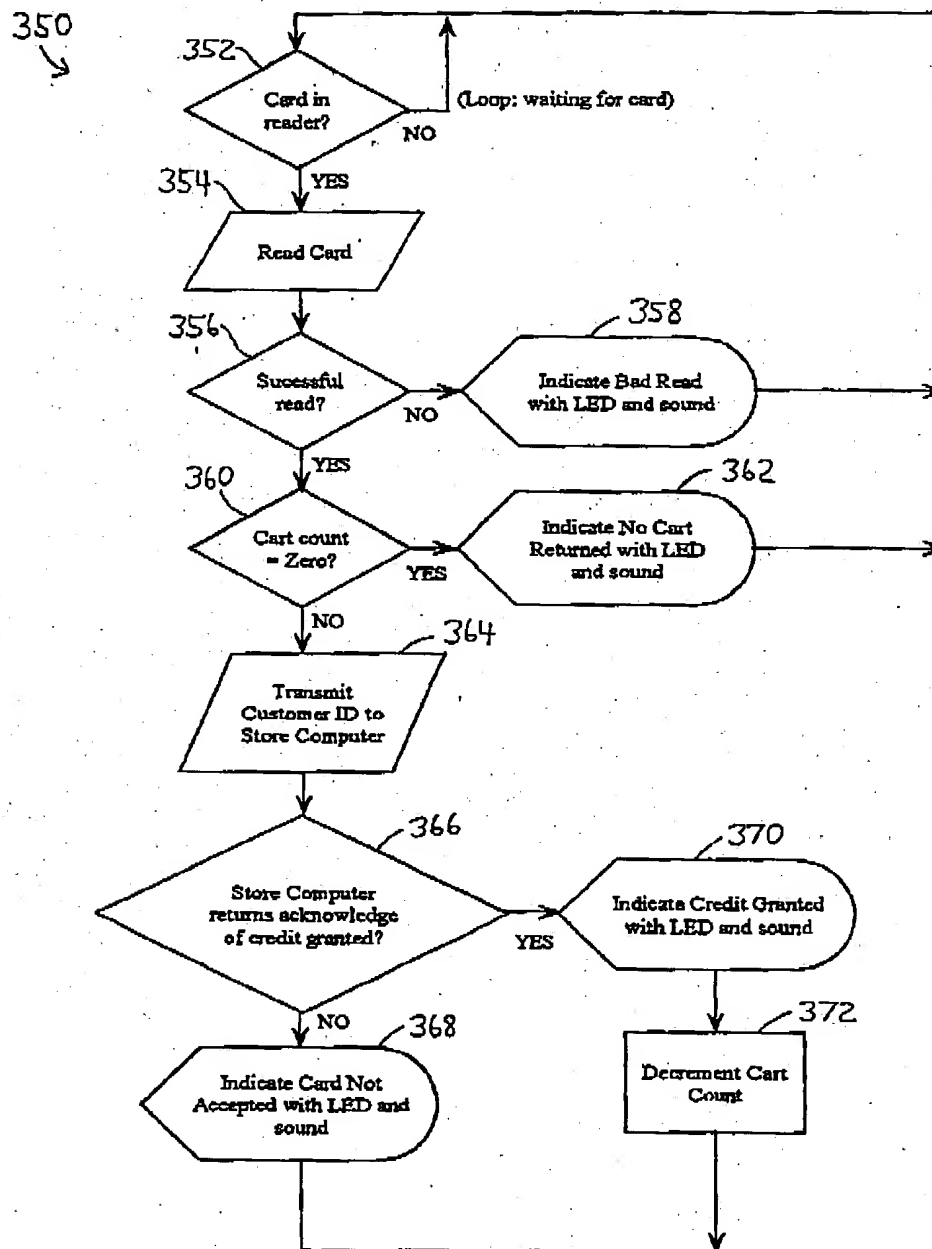 350
352
Card in
reader?
(Loop: waiting for card)
NO
YES
354
Read Card
356
Sucessful
read?
NO
358
Indicate Bad Read
with LED and sound
YES
360
Cart count
= Zero?
YES
362
Indicate No Cart
Returned with LED
and sound
NO
364
Transmit
Customer ID to
Store Computer
366
Store Computer
returns acknowledge
of credit granted?
YES
370
Indicate Credit Granted
with LED and sound
NO
368
Indicate Card Not
Accepted with LED and
sound
372
Decrement Cart
Count